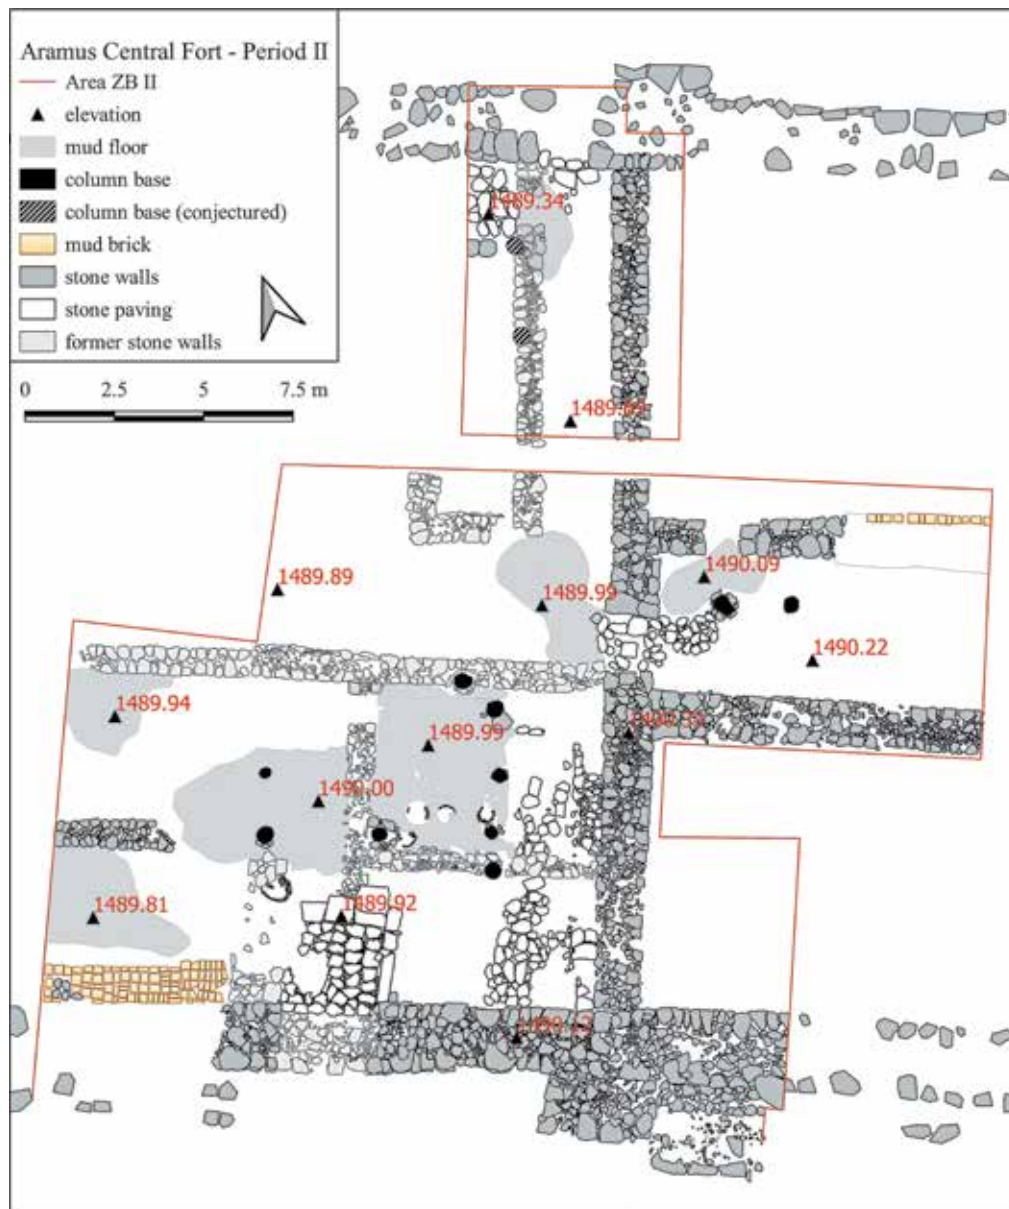 Aramus Central Fort - Period II
Area ZB II
elevation
mud floor
column base
column base (conjectured)
mud brick
stone walls
stone paving
former stone walls
0 2.5 5 7.5 m
1489.34
1490.09
1489.89
1489.99
1490.22
1489.94
1489.99
1490.00
1489.81
1489.92
1490.12